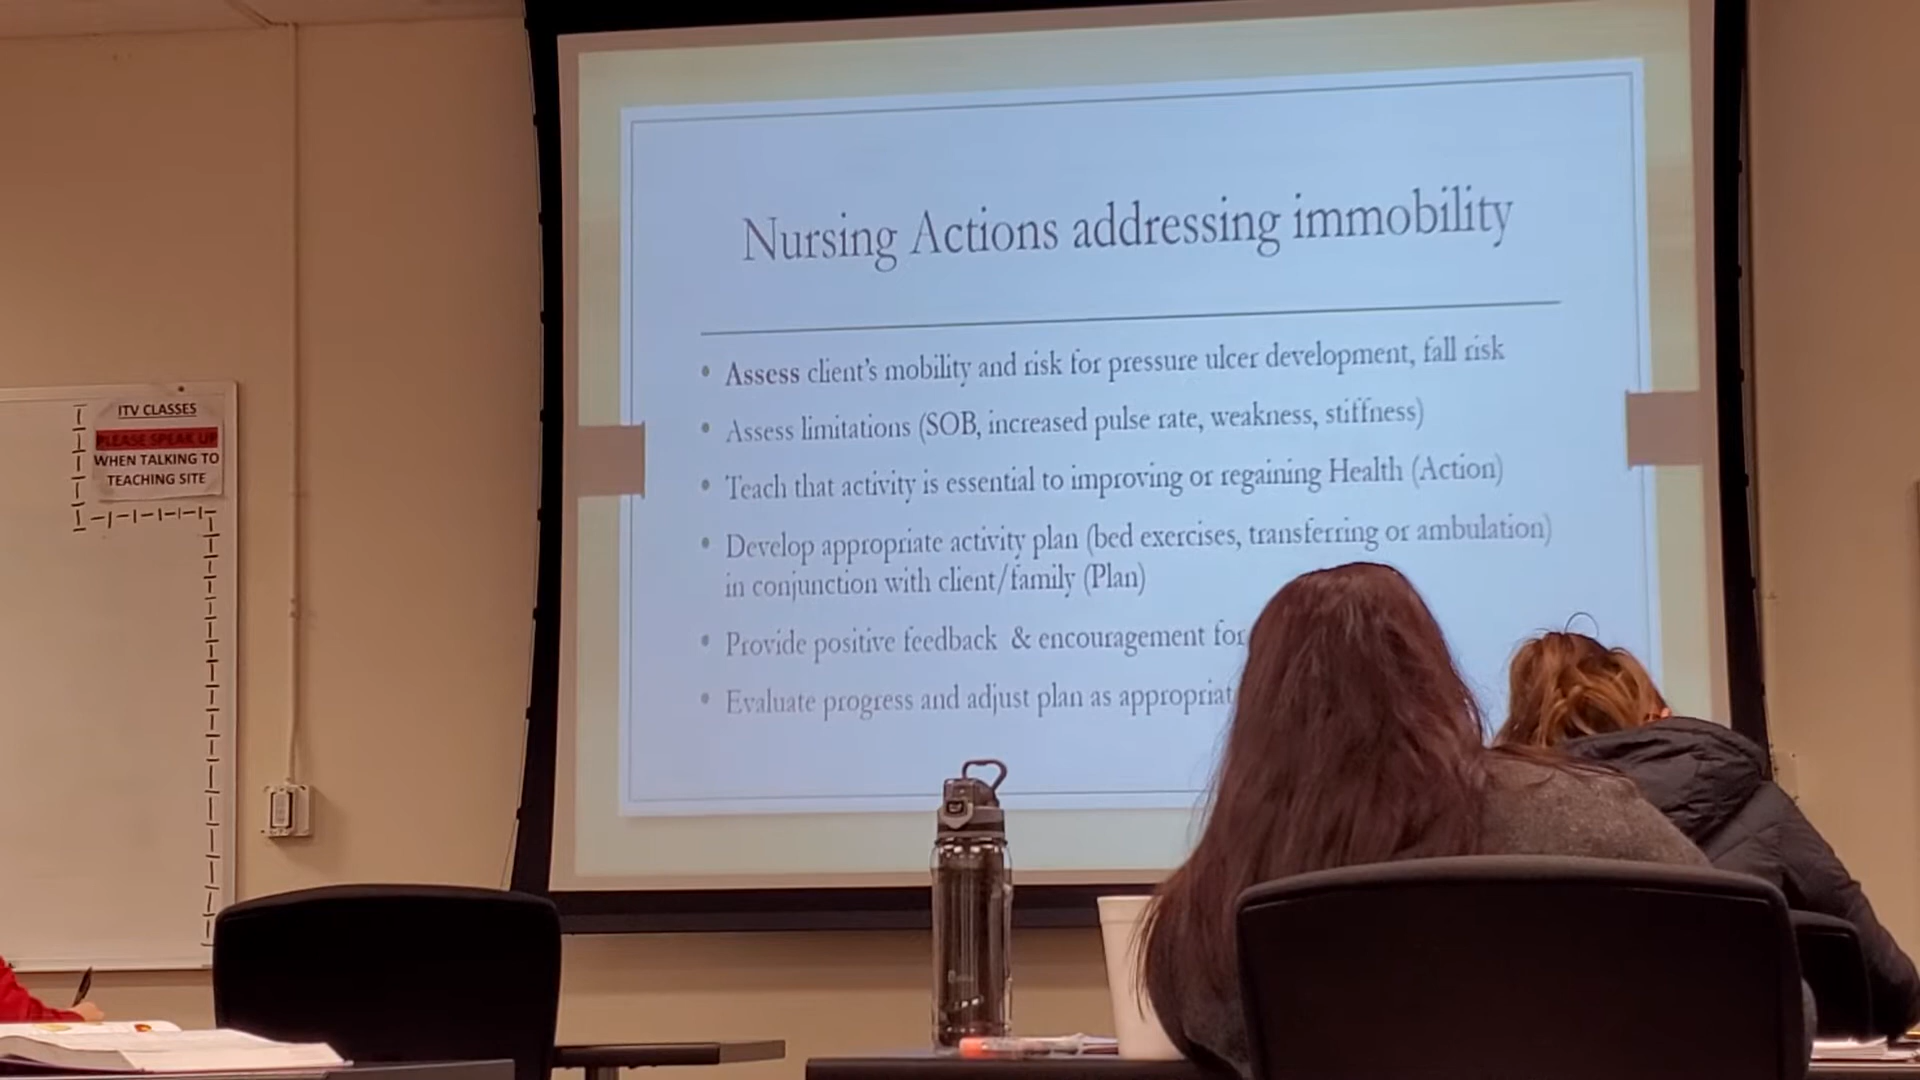 Nursing Actions addressing immobility
• Assess client's mobility and risk for pressure ulcer development, fall risk
• Assess limitations (SOB, increased pulse rate, weakness, stiffness)
• Teach that activity is essential to improving or regaining Health (Action)
• Develop appropriate activity plan (bed exercises, transferring or ambulation)
in conjunction with client/family (Plan)
• Provide positive feedback & encouragement for
• Evaluate progress and adjust plan as
ITV CLASSES
PLEASE SPEAK UP
WHEN TALKING TO
TEACHING SITE